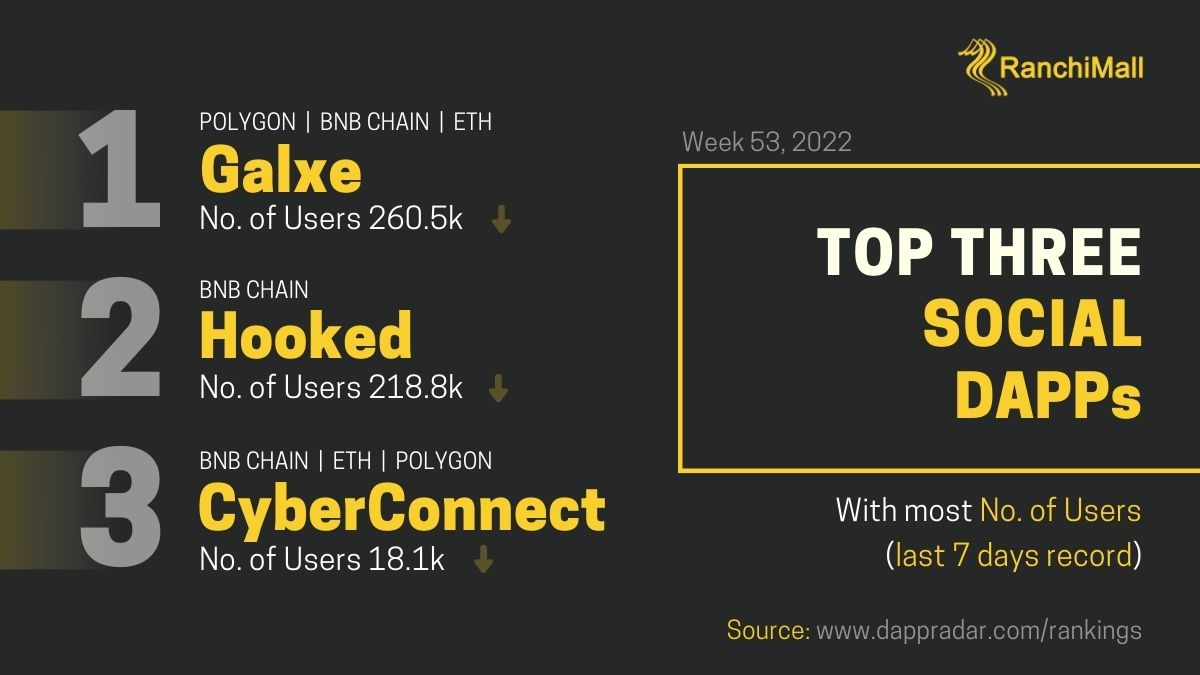 RanchiMall
Week 53, 2022
TOP THREE
SOCIAL
DAPPs
With most No. of Users
(last 7 days record)
Source: www.dappradar.com/rankings
1
POLYGON | BNB CHAIN | ETH
Galxe
No. of Users 260.5k
2
BNB CHAIN
Hooked
No. of Users 218.8k
3
BNB CHAIN | ETH | POLYGON
CyberConnect
No. of Users 18.1k